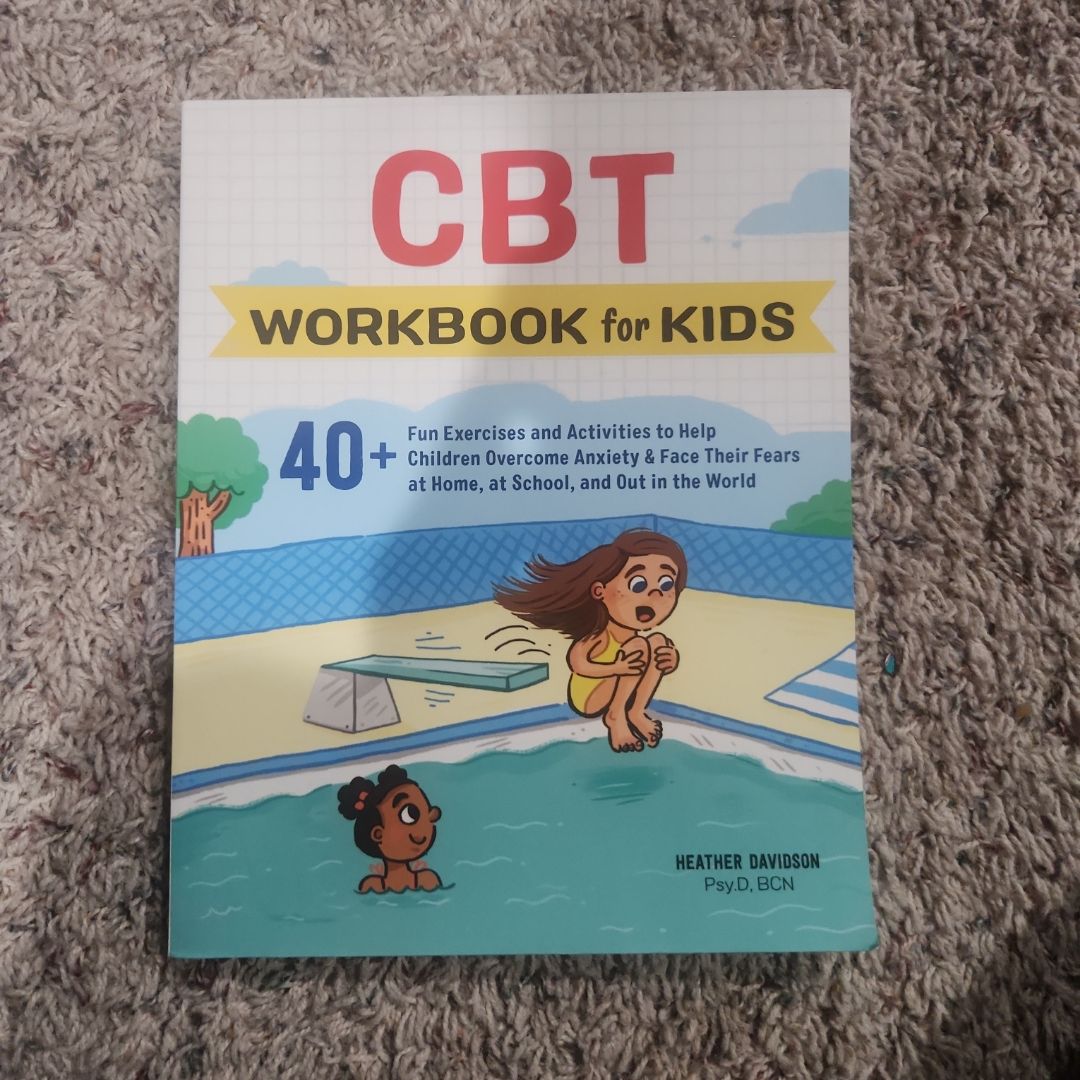 CBT
WORKBOOK for KIDS
40+
Fun Exercises and Activities to Help
Children Overcome Anxiety & Face Their Fears
at Home, at School, and Out in the World
HEATHER DAVIDSON
Psy.D, BCN